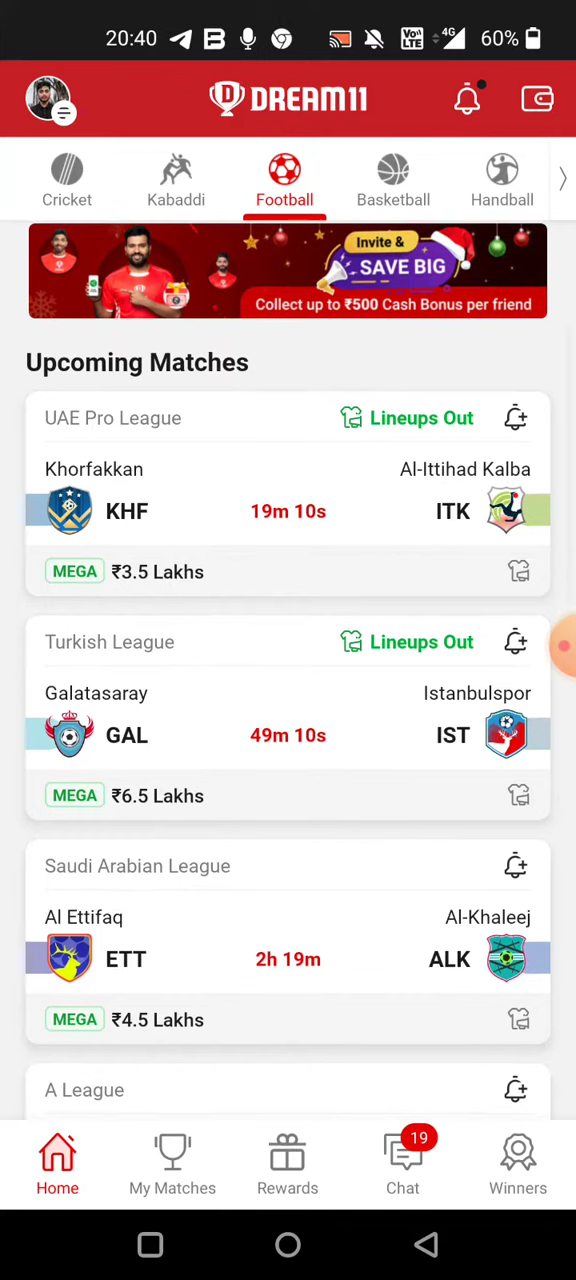 20:40 Vo LTE 4G 60%
DREAM11
Cricket Kabaddi Football Basketball Handball
Invite &
SAVE BIG
Collect up to ₹500 Cash Bonus per friend
Upcoming Matches
UAE Pro League Lineups Out
Khorfakkan Al-Ittihad Kalba
KHF 19m 10s ITK
MEGA ₹3.5 Lakhs
Turkish League Lineups Out
Galatasaray Istanbulspor
GAL 49m 10s IST
MEGA ₹6.5 Lakhs
Saudi Arabian League
Al Ettifaq Al-Khaleej
ETT 2h 19m ALK
MEGA ₹4.5 Lakhs
A League
19
Home My Matches Rewards Chat Winners